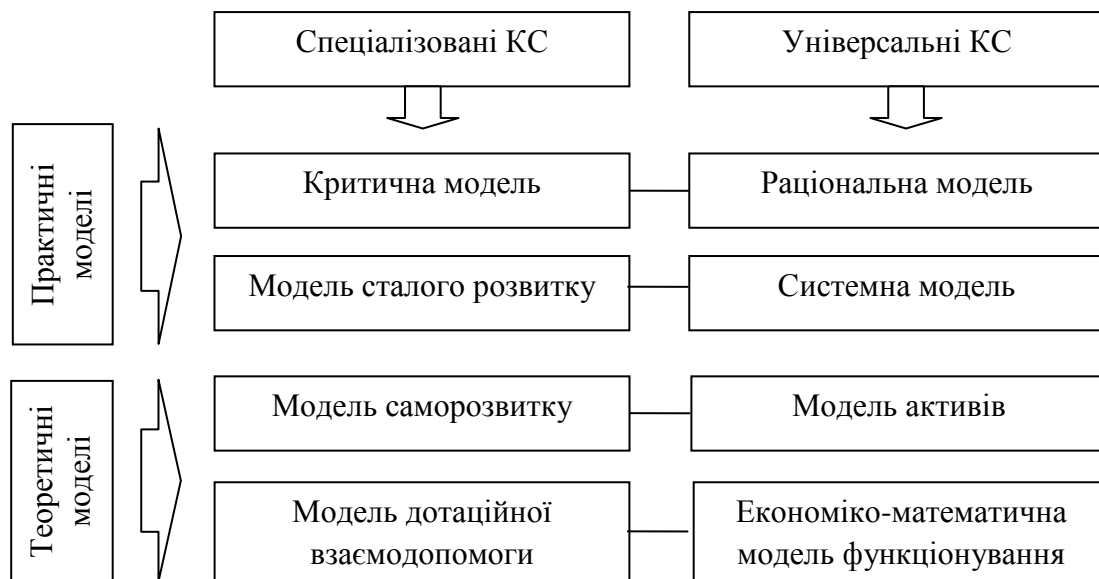 Спеціалізовані КС
Універсальні КС
Практичні
моделі
Критична модель
Раціональна модель
Модель сталого розвитку
Системна модель
Теоретичні
моделі
Модель саморозвитку
Модель активів
Модель дотаційної
взаємодопомоги
Економіко-математична
модель функціонування